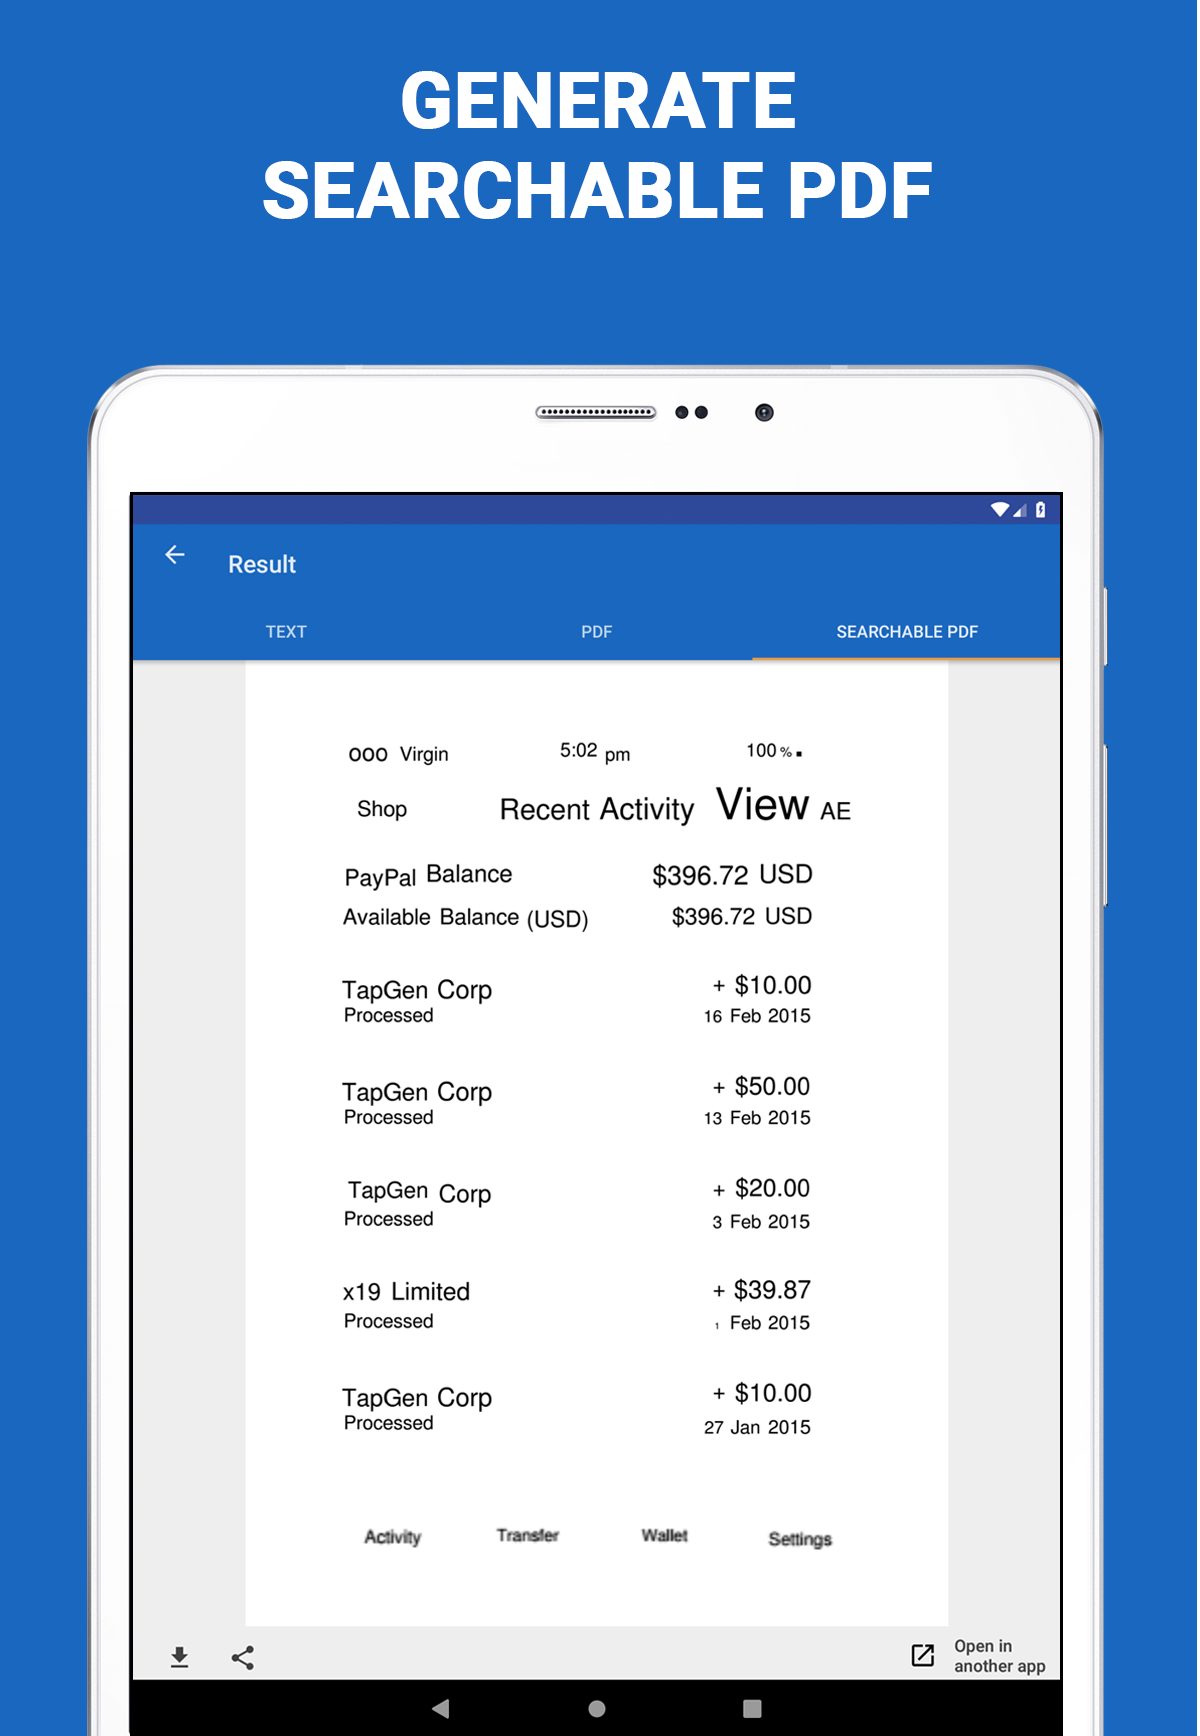 GENERATE
SEARCHABLE PDF
Result
TEXT PDF SEARCHABLE PDF
ooo Virgin 5:02 pm 100 %
Shop Recent Activity View AE
PayPal Balance $396.72 USD
Available Balance (USD) $396.72 USD
TapGen Corp + $10.00
Processed 16 Feb 2015
TapGen Corp + $50.00
Processed 13 Feb 2015
TapGen Corp + $20.00
Processed 3 Feb 2015
x19 Limited + $39.87
Processed 1 Feb 2015
TapGen Corp + $10.00
Processed 27 Jan 2015
Activity Transfer Wallet Settings
Open in
another app